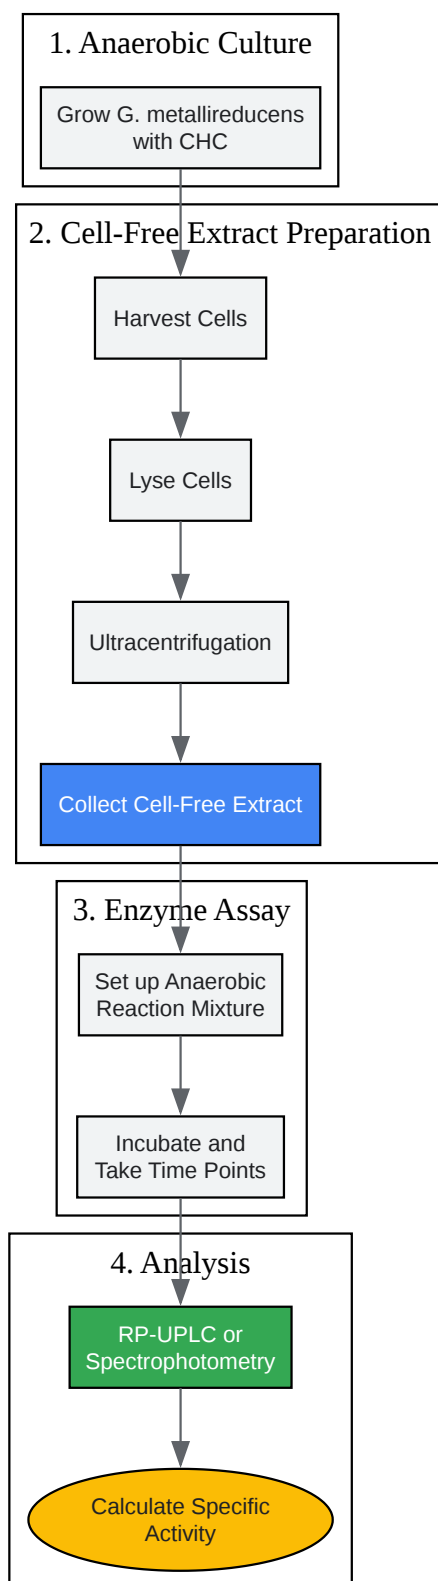 1. Anaerobic Culture
Grow G. metallireducens
with CHC
2. Cell-Free Extract Preparation
Harvest Cells
Lyse Cells
Ultracentrifugation
Collect Cell-Free Extract
3. Enzyme Assay
Set up Anaerobic
Reaction Mixture
Incubate and
Take Time Points
4. Analysis
RP-UPLC or
Spectrophotometry
Calculate Specific
Activity